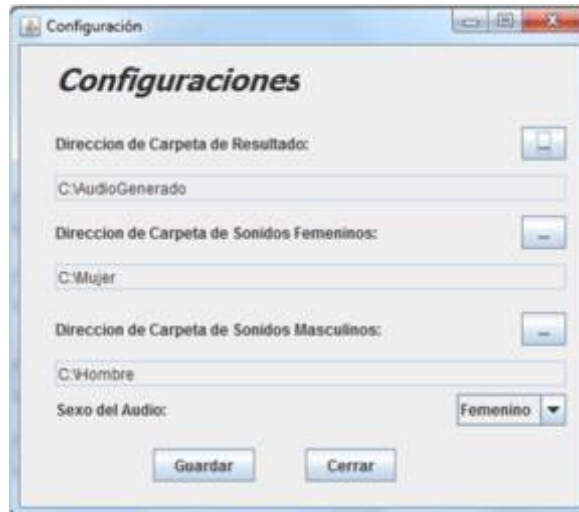 Configuración
Configuraciones
Direccion de Carpeta de Resultado:
C:\AudioGenerado
Direccion de Carpeta de Sonidos Femeninos:
...
C:\Mujer
Direccion de Carpeta de Sonidos Masculinos:
...
C:\Hombre
Sexo del Audio:
Femenino
Guardar
Cerrar